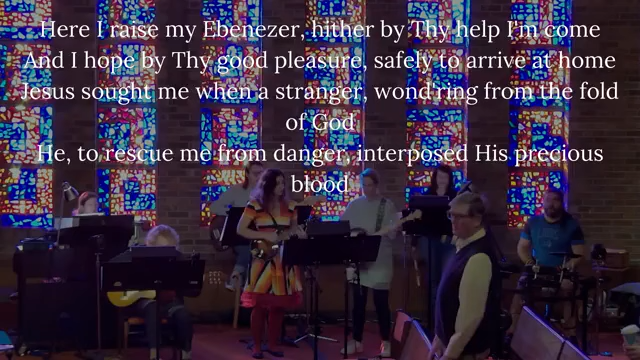 Here I raise my Ebenezer, hither by Thy help I'm come
And I hope by Thy good pleasure, safely to arrive at home
Jesus sought me when a stranger, wond'ring from the fold
of God
He, to rescue me from danger, interposed His precious
blood